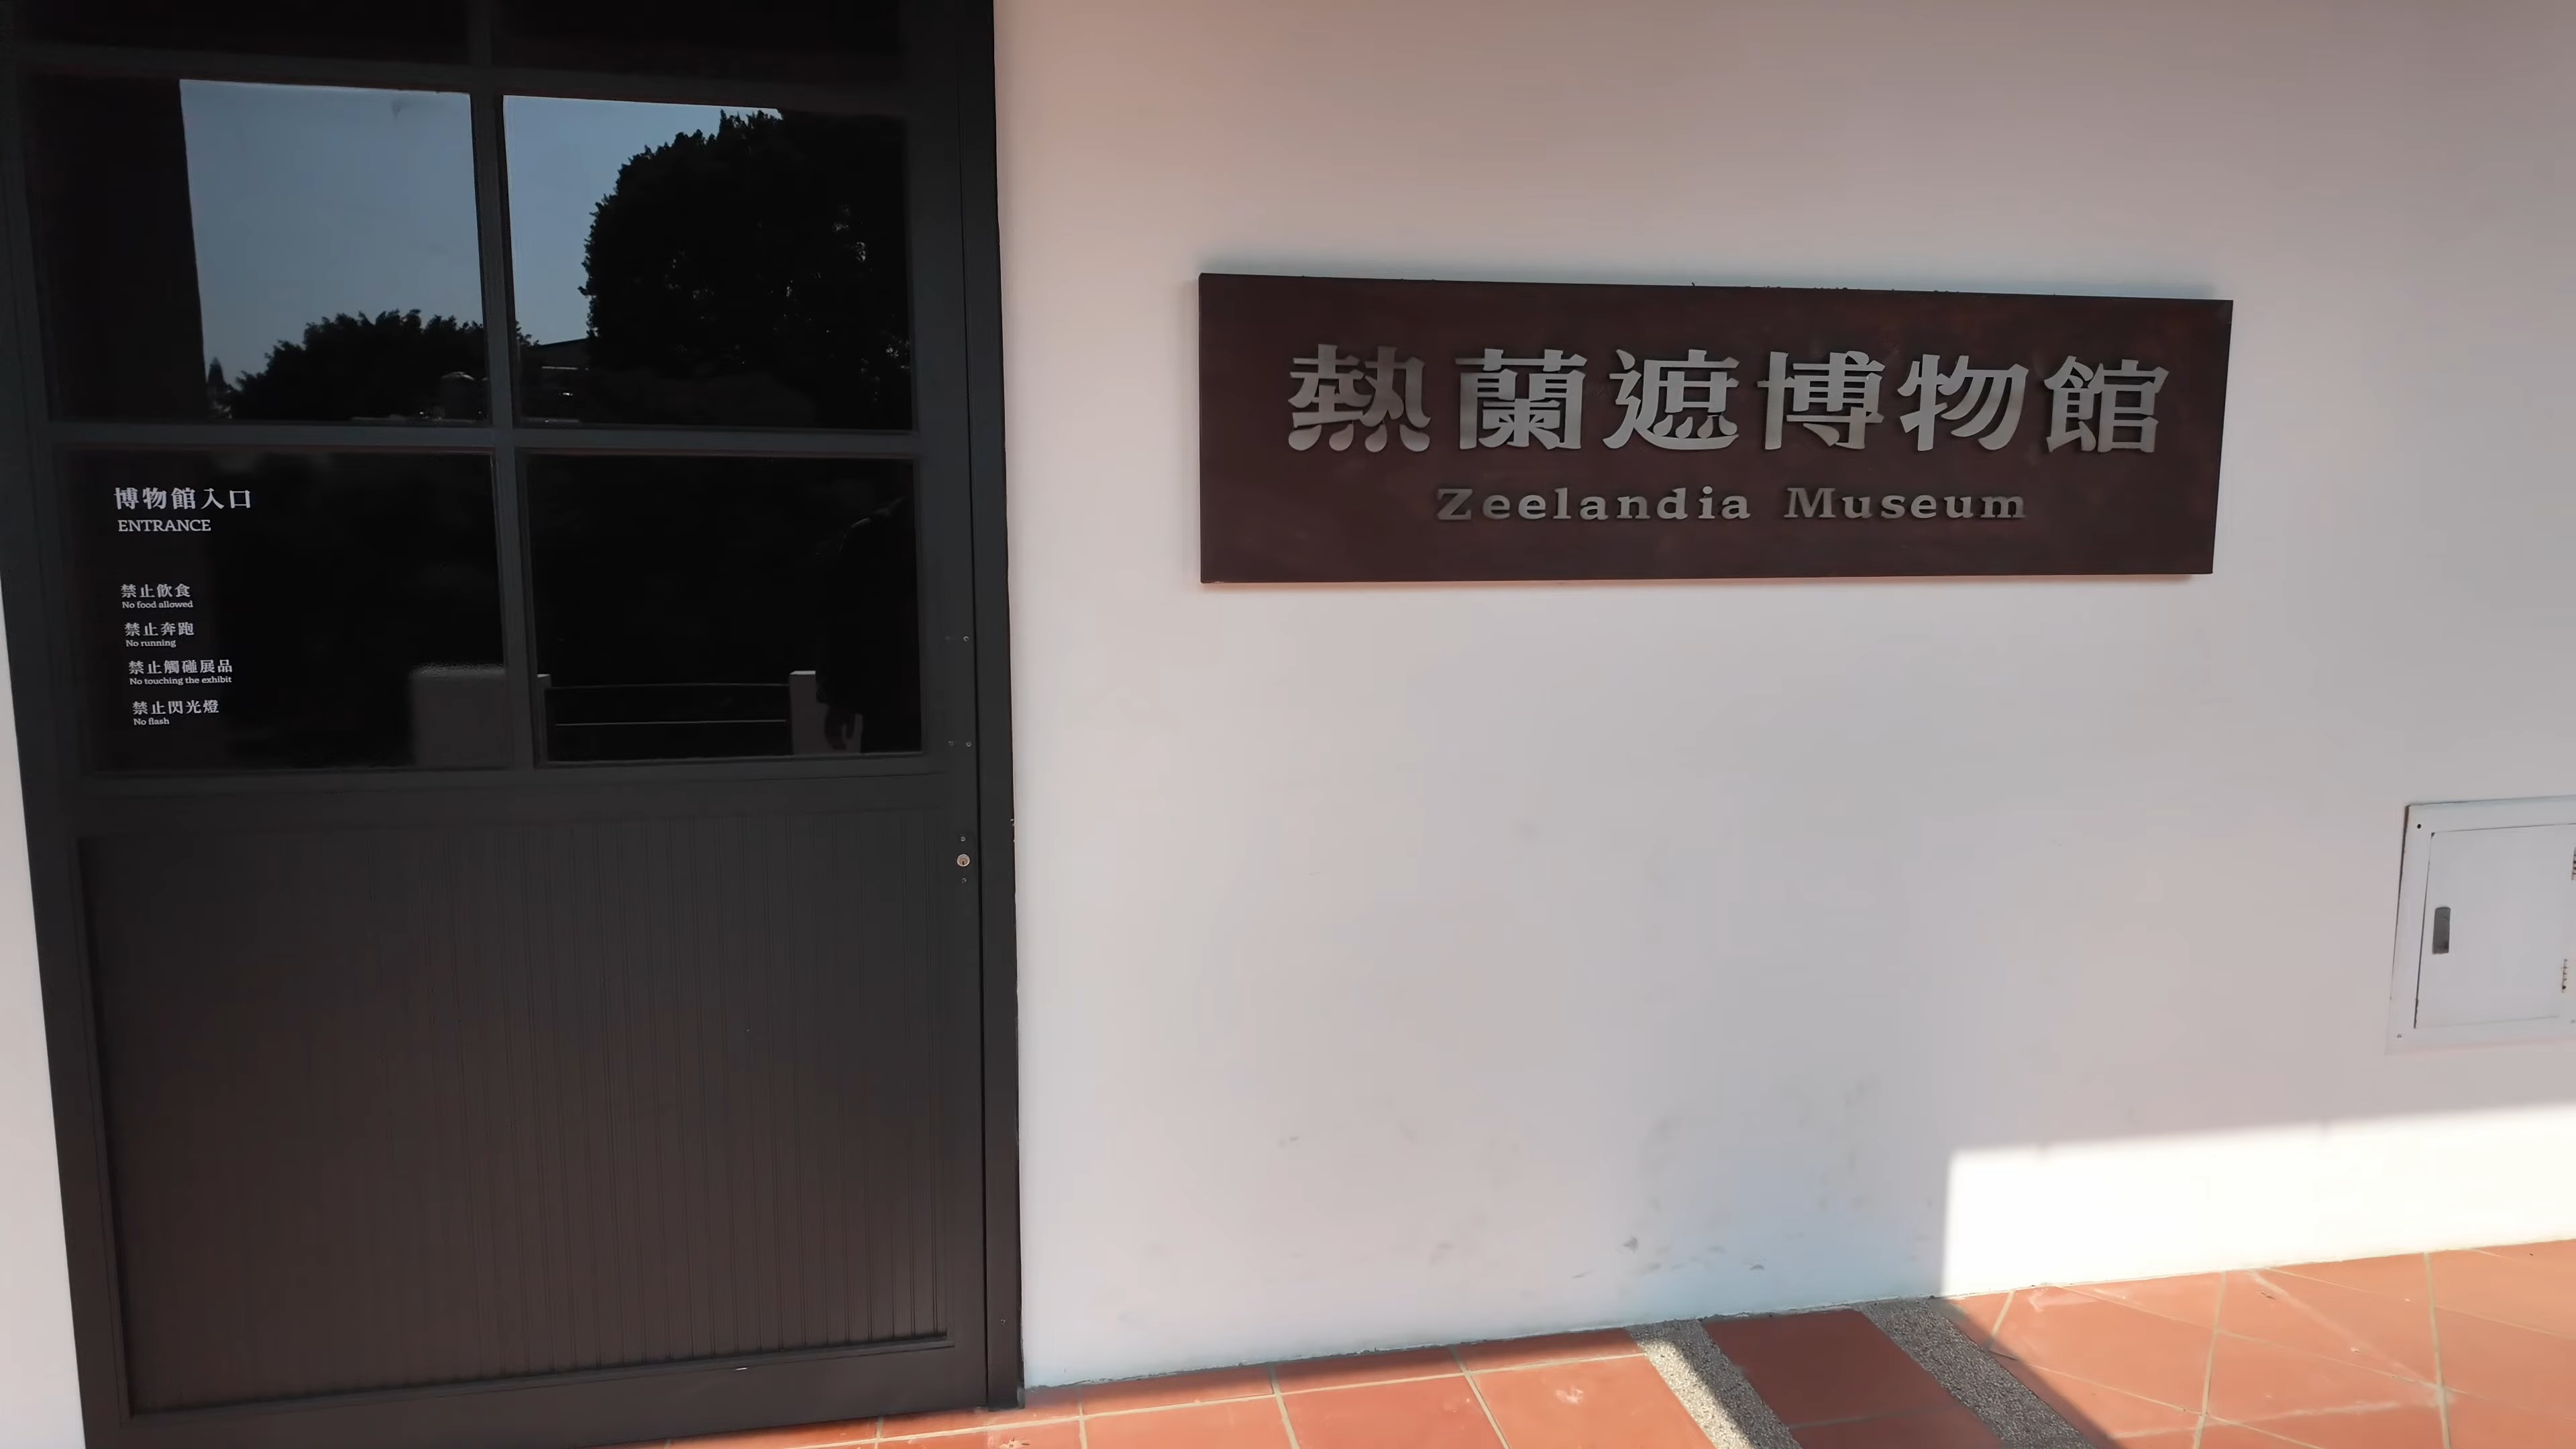 博物館入口
ENTRANCE
禁止飲食
No food allowed
禁止奔跑
No running
禁止觸碰展品
No touching the exhibit
禁止閃光燈
No flash
熱蘭遮博物館
Zeelandia Museum